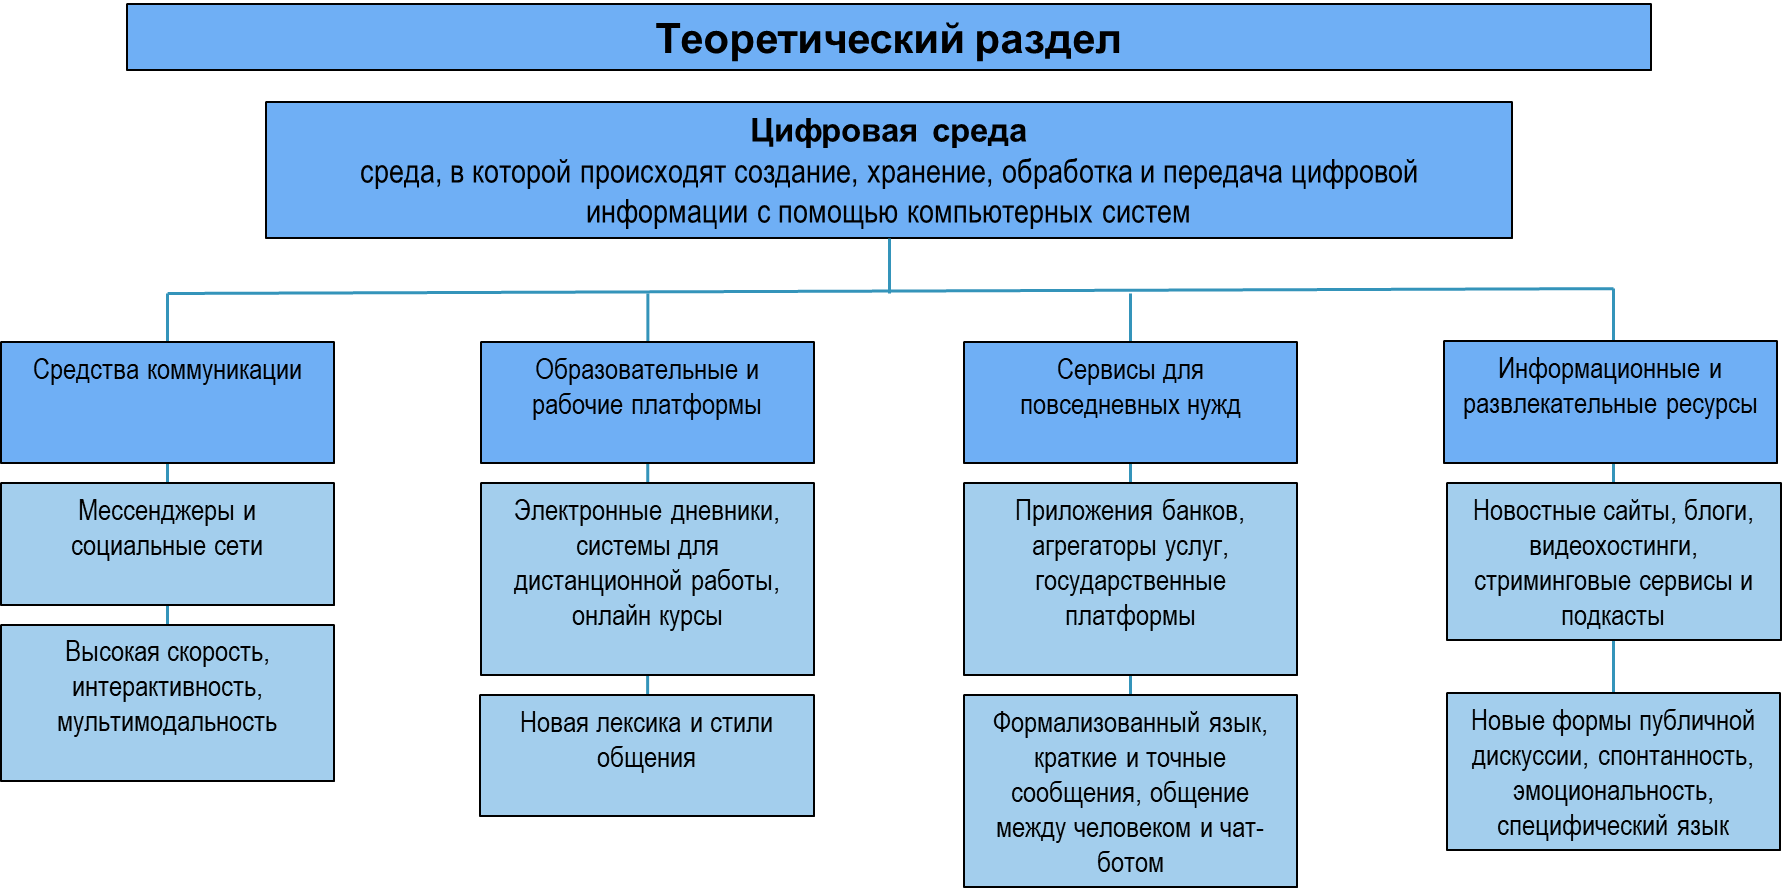 Теоретический раздел
Цифровая среда
среда, в которой происходят создание, хранение, обработка и передача цифровой
информации с помощью компьютерных систем
Средства коммуникации
Мессенджеры и
социальные сети
Высокая скорость,
интерактивность,
мультимодальность
Образовательные и
рабочие платформы
Электронные дневники,
системы для
дистанционной работы,
онлайн курсы
Новая лексика и стили
общения
Сервисы для
повседневных нужд
Приложения банков,
агрегаторы услуг,
государственные
платформы
Формализованный язык,
краткие и точные
сообщения, общение
между человеком и чат-
ботом
Информационные и
развлекательные ресурсы
Новостные сайты, блоги,
видеохостинги,
стриминговые сервисы и
подкасты
Новые формы публичной
дискуссии, спонтанность,
эмоциональность,
специфический язык